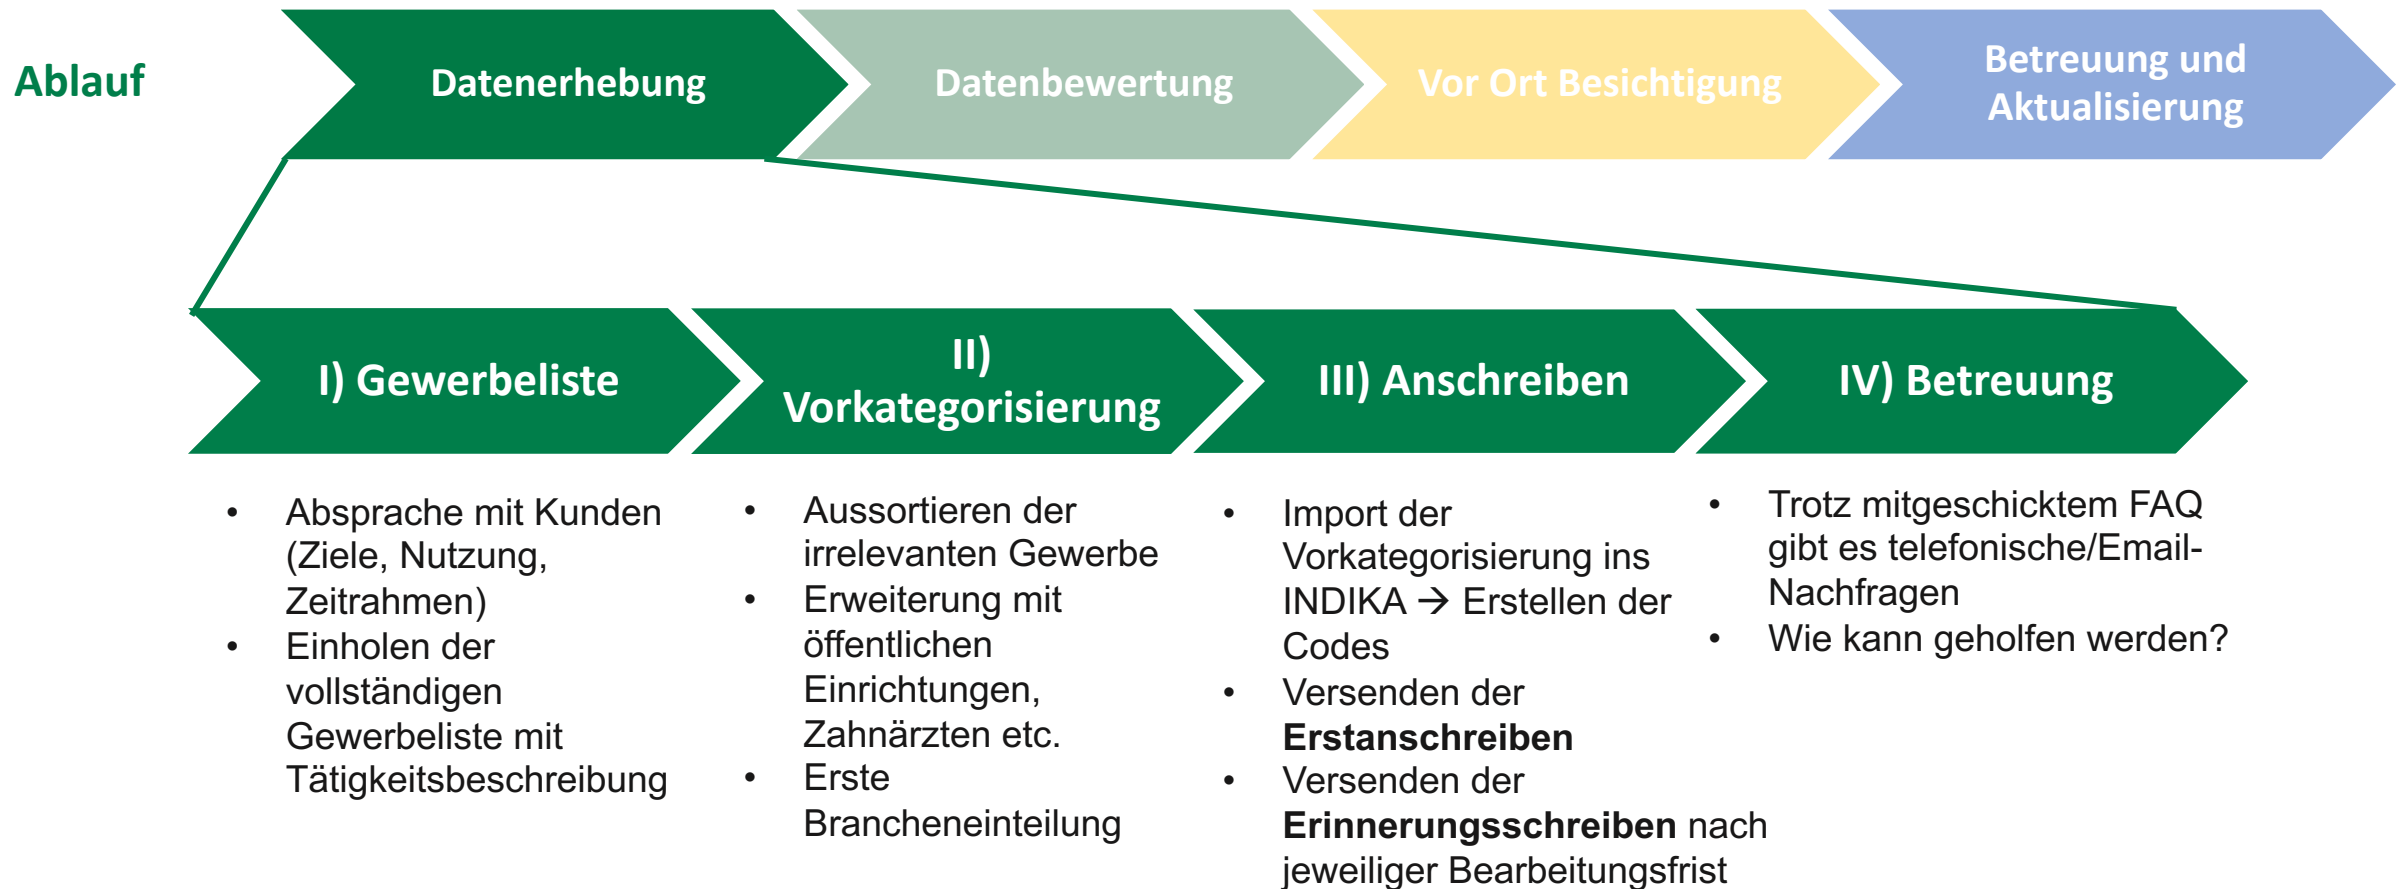 Ablauf
Datenerhebung
Datenbewertung
Vor Ort Besichtigung
Betreuung und
Aktualisierung
I) Gewerbeliste
II)
Vorkategorisierung
III) Anschreiben
IV) Betreuung
• Absprache mit Kunden
(Ziele, Nutzung,
Zeitrahmen)
• Einholen der
vollständigen
Gewerbeliste mit
Tätigkeitsbeschreibung
• Aussortieren der
irrelevanten Gewerbe
• Erweiterung mit
öffentlichen
Einrichtungen,
Zahnärzten etc.
• Erste
Brancheneinteilung
• Import der
Vorkategorisierung ins
INDIKA → Erstellen der
Codes
• Versenden der
Erstanschreiben
• Versenden der
Erinnerungsschreiben nach
jeweiliger Bearbeitungsfrist
• Trotz mitgeschicktem FAQ
gibt es telefonische/Email-
Nachfragen
• Wie kann geholfen werden?